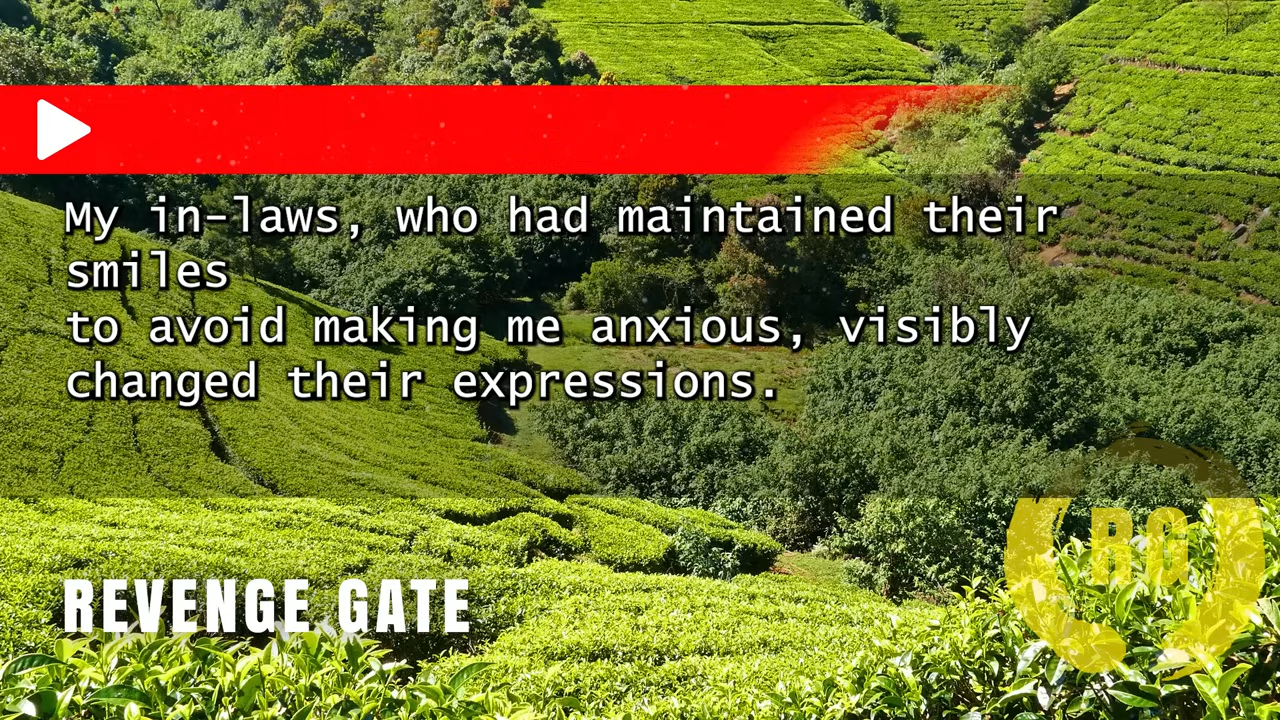 My in-laws, who had maintained their
smiles
to avoid making me anxious, visibly
changed their expressions.
RG
REVENGE GATE